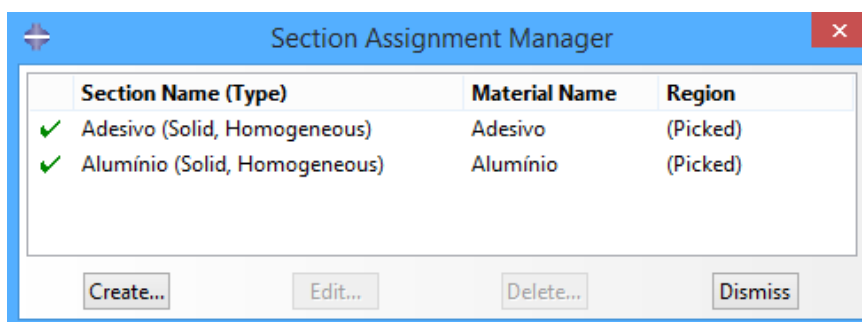 Section Assignment Manager
Section Name (Type) Material Name Region
Adesivo (Solid, Homogeneous) Adesivo (Picked)
Alumínio (Solid, Homogeneous) Alumínio (Picked)
Create... Edit... Delete... Dismiss